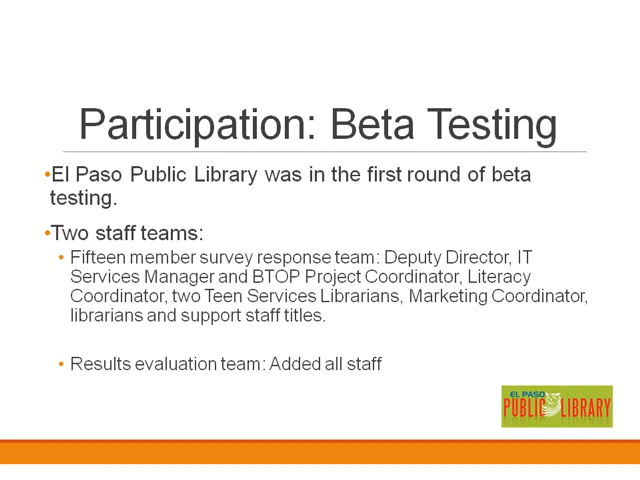 Participation: Beta Testing
•El Paso Public Library was in the first round of beta
testing.
•Two staff teams:
• Fifteen member survey response team: Deputy Director, IT
Services Manager and BTOP Project Coordinator, Literacy
Coordinator, two Teen Services Librarians, Marketing Coordinator,
librarians and support staff titles.
• Results evaluation team: Added all staff
EL PASO
PUBLIC LIBRARY